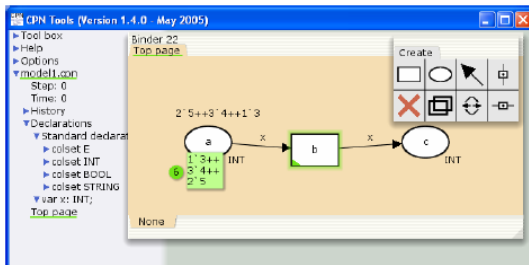 CPN Tools (Version 1.4.0 - May 2005)
Tool box
Help
Options
model1.cpn
Step: 0
Time: 0
History
Declarations
Standard declarat
colset E
colset INT
colset BOOL
colset STRING
var x: INT;
Top page
Binder 22
Top page
Create
2`5++3`4++1`3
a
x
b
x
c
INT
INT
6
1`3++
3`4++
2`5
None